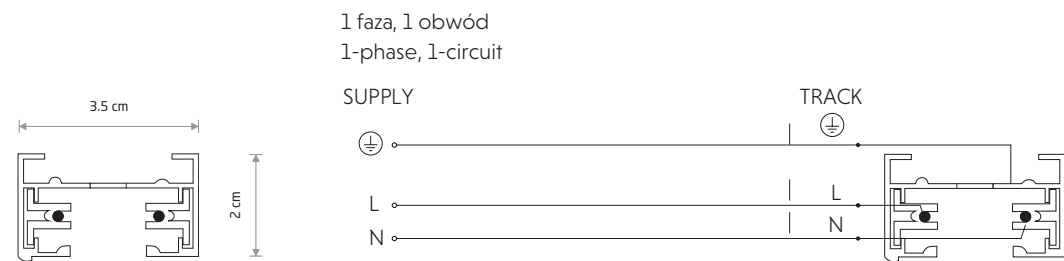 1 faza, 1 obwód
1-phase, 1-circuit
SUPPLY
TRACK
3.5 cm
2 cm
L
L
N
N